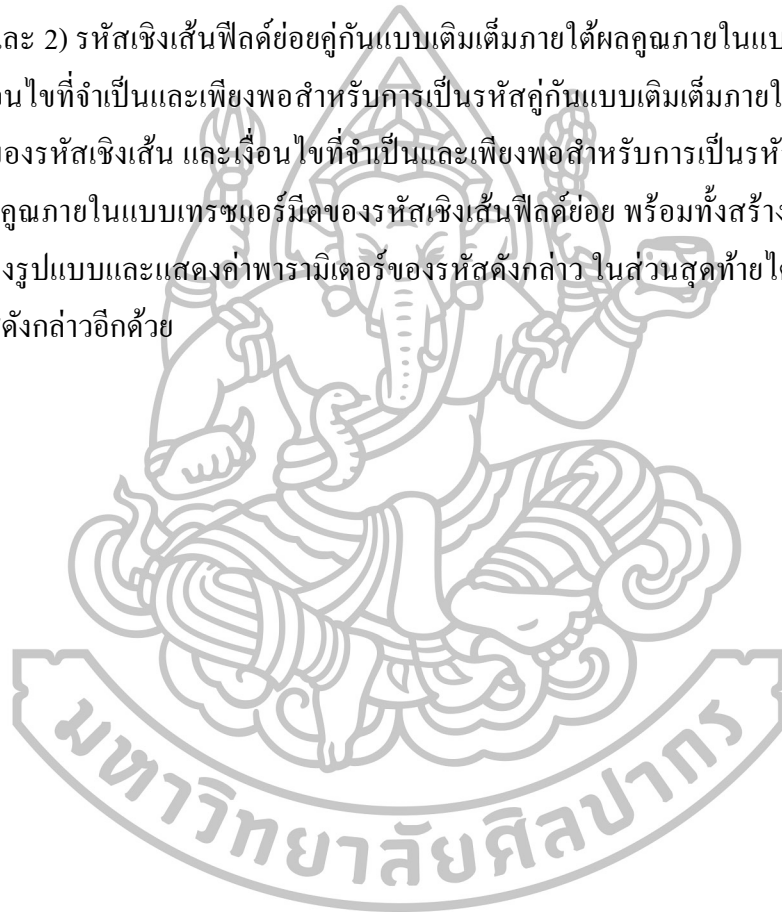 ละ 2) รหัสเชิงเส้นฟีลด์ย่อยคู่กันแบบเติมเต็มภายใต้ผลคูณภายในแบ
อนไขที่จำเป็นและเพียงพอสำหรับการเป็นรหัสคู่กันแบบเติมเต็มภายใ
ของรหัสเชิงเส้น และเงื่อนไขที่จำเป็นและเพียงพอสำหรับการเป็นรหั
คูณภายในแบบเทรซแอร์มีตของรหัสเชิงเส้นฟีลด์ย่อย พร้อมทั้งสร้าง
งรูปแบบและแสดงค่าพารามิเตอร์ของรหัสดังกล่าว ในส่วนสุดท้ายไ
ดังกล่าวอีกด้วย
มหาวิทยาลัยศิลปากร